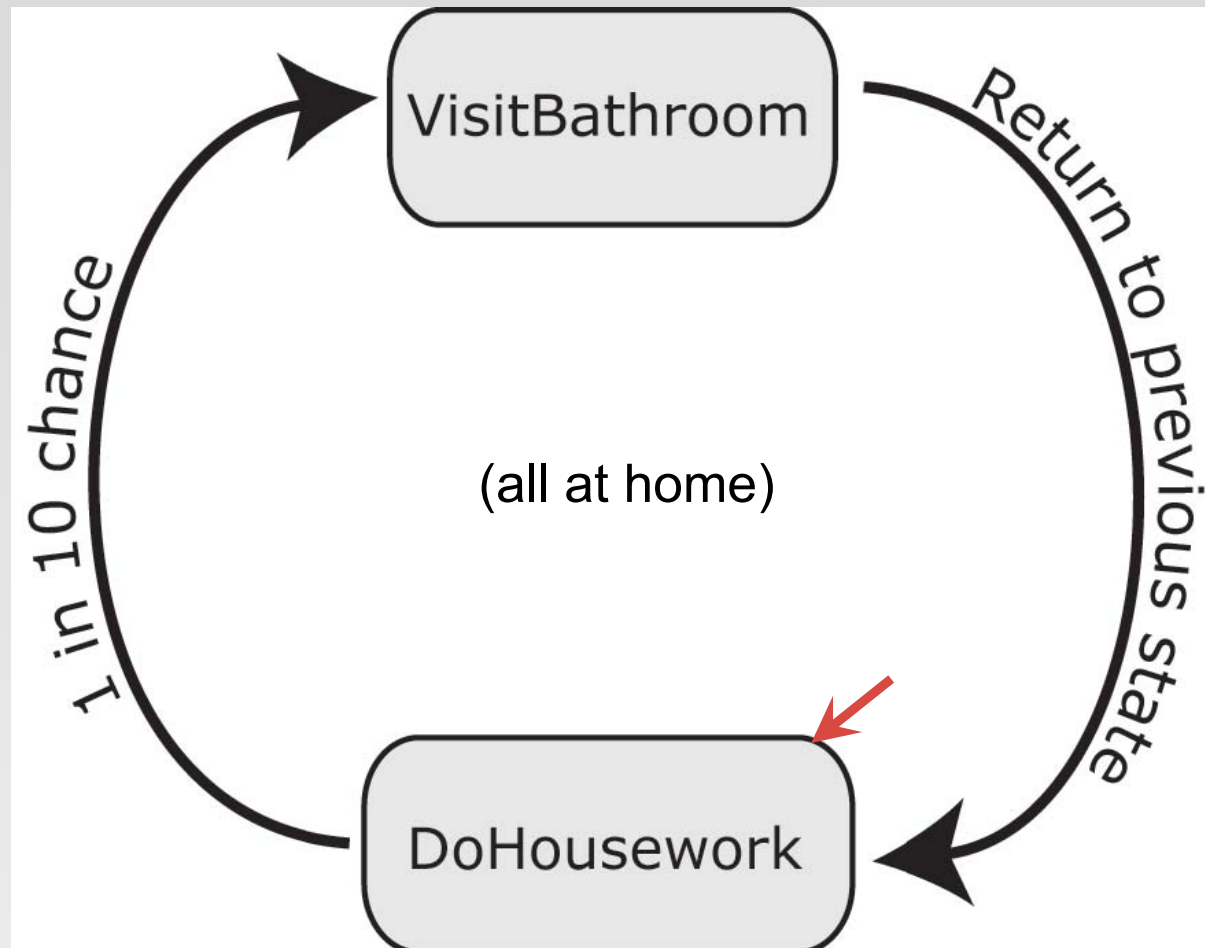 VisitBathroom
Return to previous state
1 in 10 chance
(all at home)
DoHousework